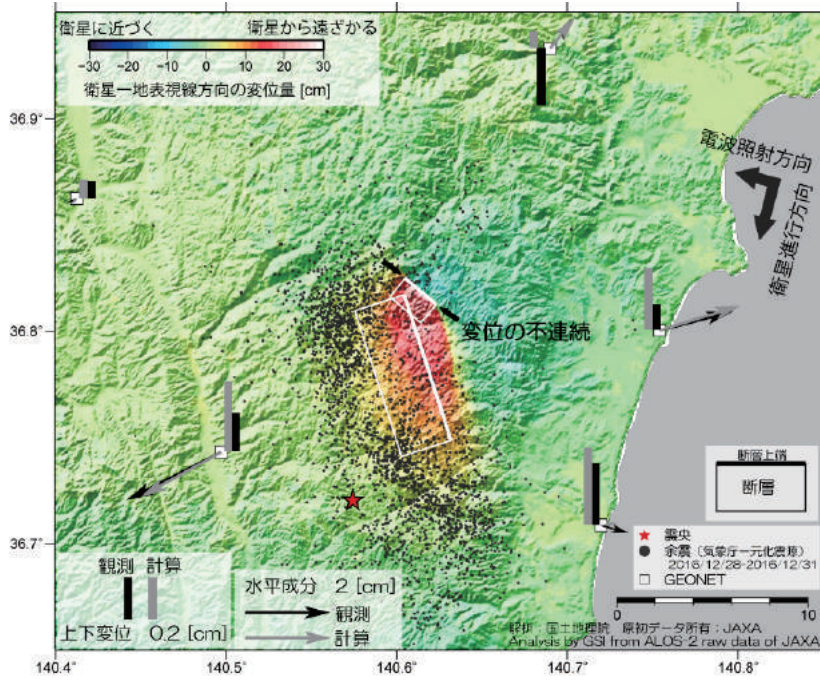 衛星に近づく 衛星から遠ざかる
−30 −20 −10 0 10 20 30
衛星－地表視線方向の変位量 [cm]
36.9
36.8
36.7
電波照射方向
衛星進行方向
変位の不連続
断層上端
断層
★ 震央
● 余震（気象庁一元化震源）
2016/12/28-2016/12/31
□ GEONET
0 10
観測 計算
上下変位 0.2 [cm]
水平成分 2 [cm]
観測
計算
解析：国土地理院 原初データ所有：JAXA
Analysis by GSI from ALOS-2 raw data of JAXA
140.4 140.5 140.6 140.7 140.8